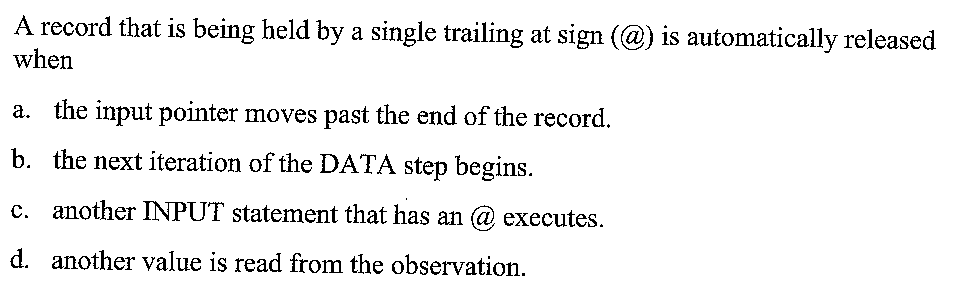 A record that is being held by a single trailing at sign (@) is automatically released
when
a. the input pointer moves past the end of the record.
b. the next iteration of the DATA step begins.
c. another INPUT statement that has an @ executes.
d. another value is read from the observation.